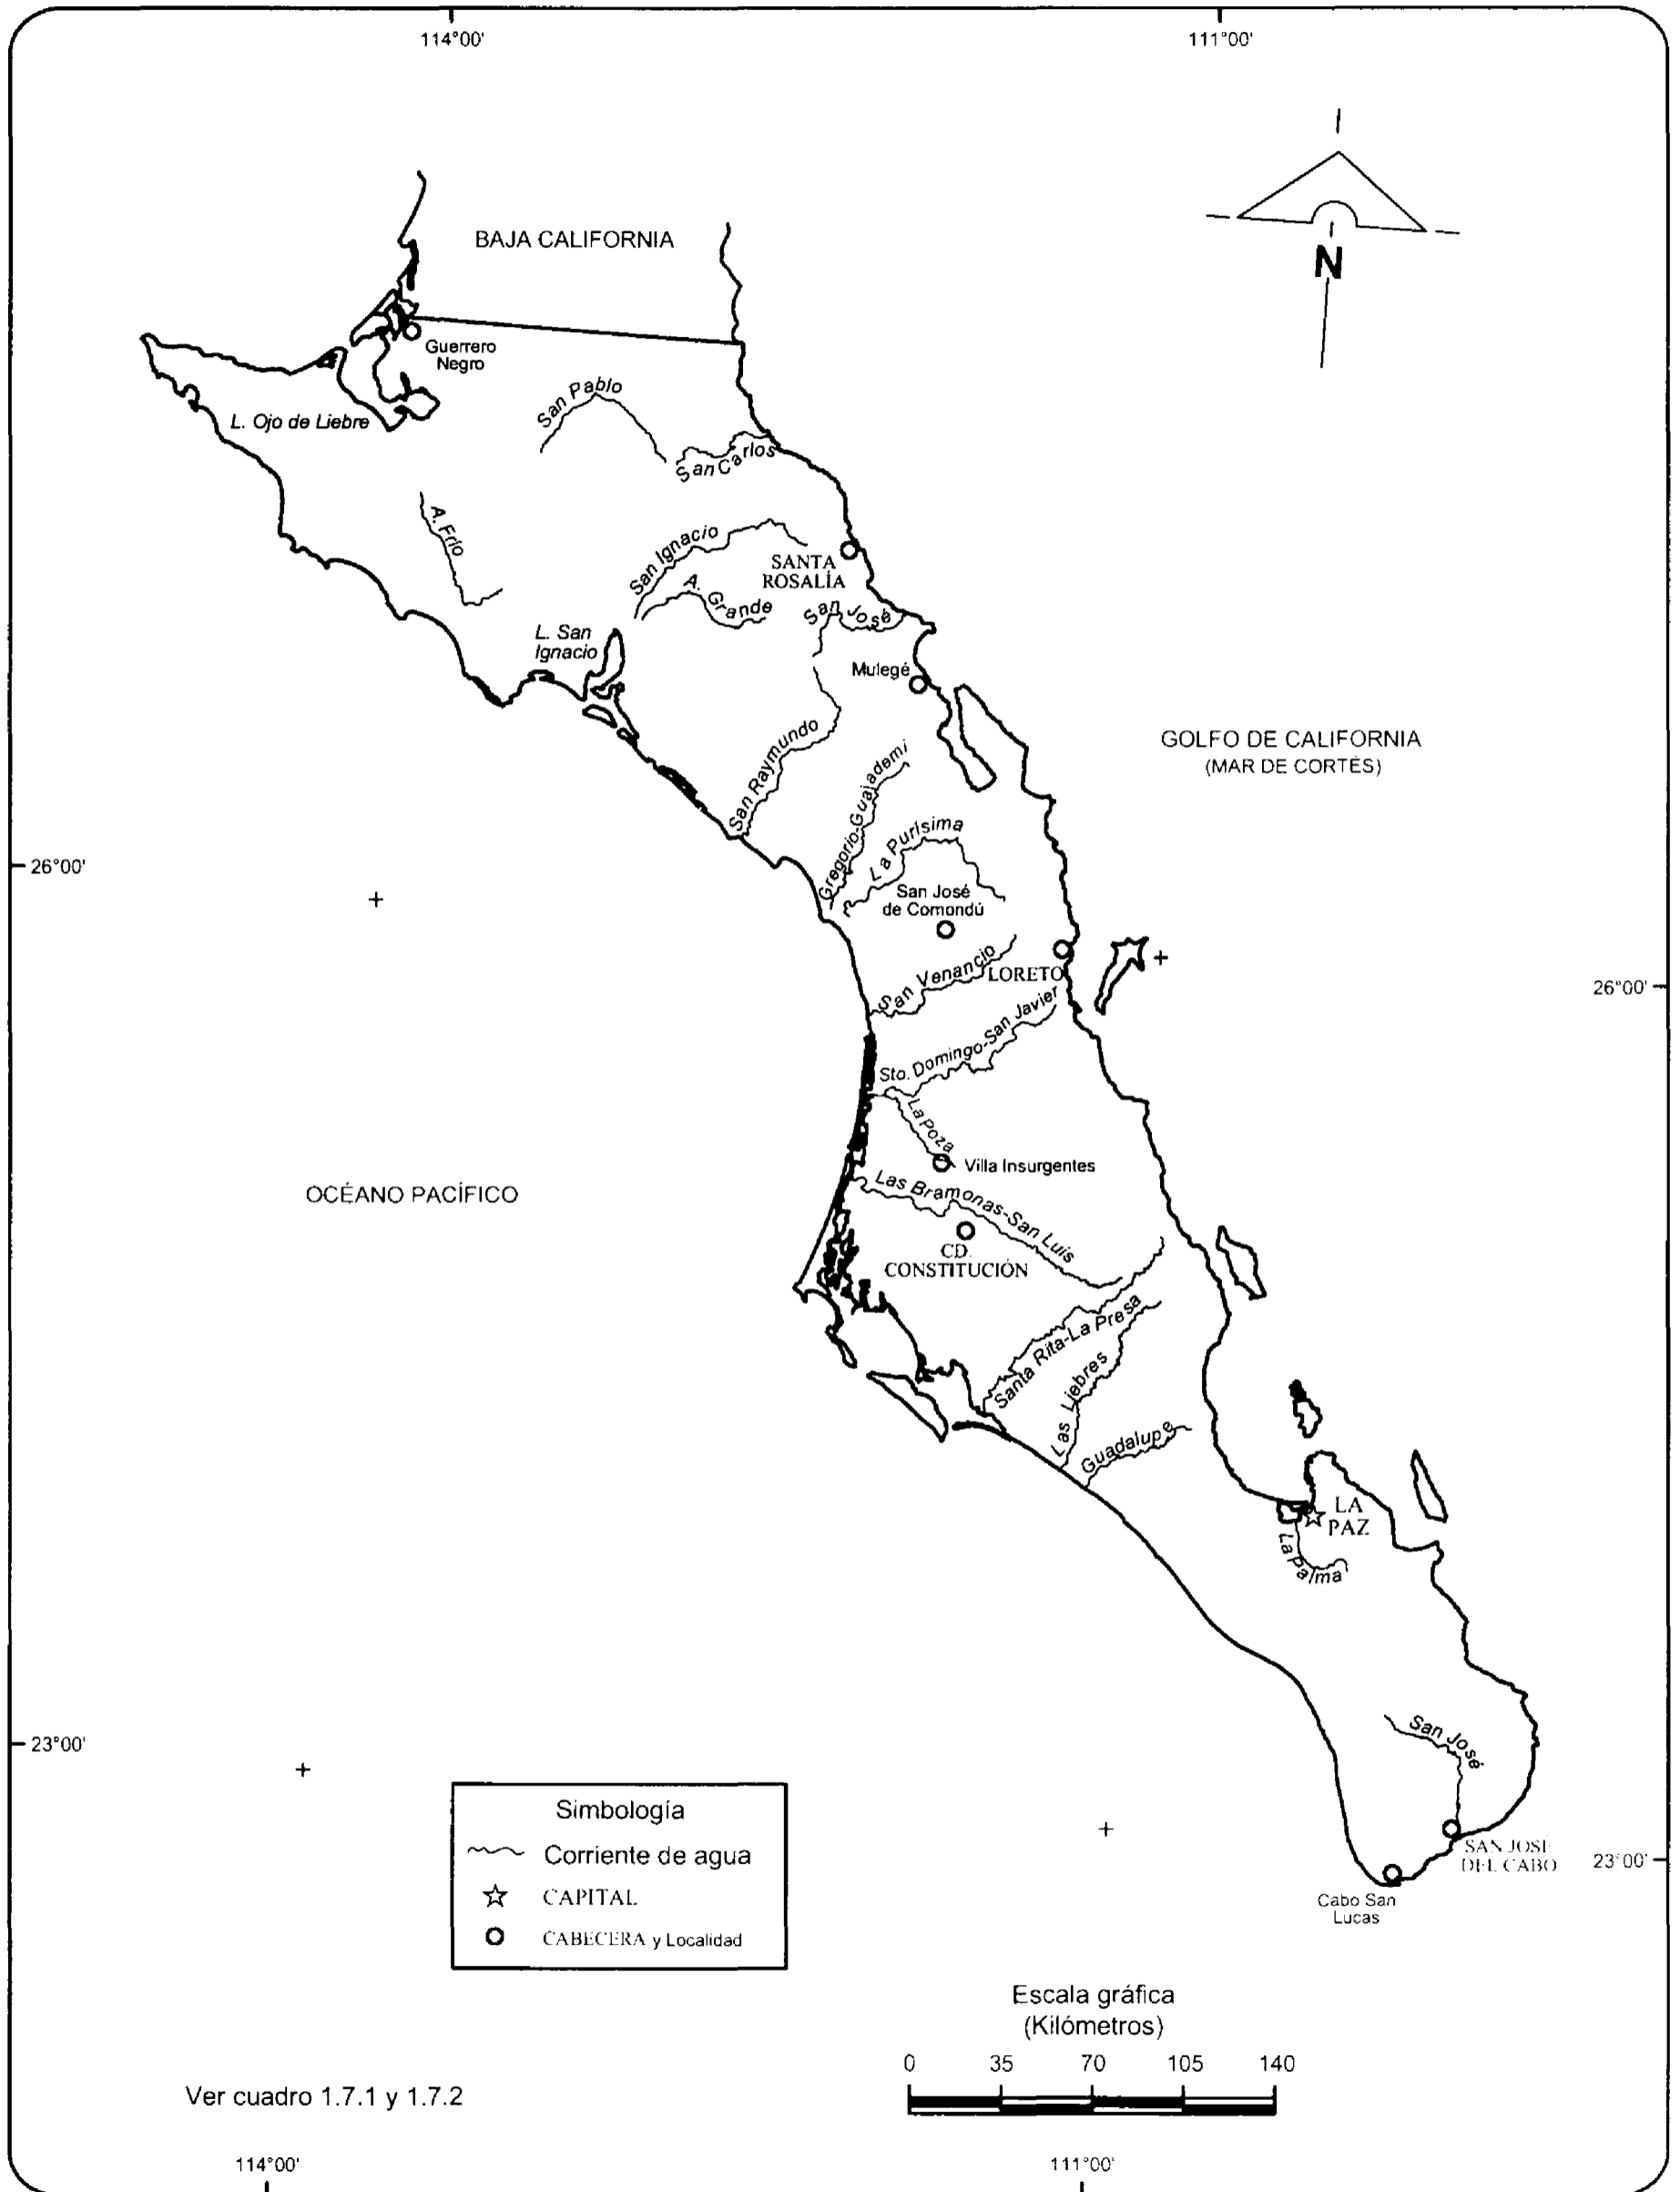 114°00'
111°00'
BAJA CALIFORNIA
N
Guerrero
Negro
San Pablo
L. Ojo de Liebre
San Carlos
A. Frío
San Ignacio
SANTA
ROSALÍA
A. Grande
San José
L. San
Ignacio
Mulegé
San Raymundo
GOLFO DE CALIFORNIA
(MAR DE CORTÉS)
Gregorio-Guajademi
La Purísima
26°00'
San José
de Comondú
San Venancio
LORETO
26°00'
Sto. Domingo-San Javier
La Poza
Villa Insurgentes
OCÉANO PACÍFICO
Las Bramonas-San Luis
CD.
CONSTITUCIÓN
Santa Rita-La Presa
Las Liebres
Guadalupe
LA
PAZ
La Palma
San José
23°00'
SAN JOSE
DEL CABO
23°00'
Cabo San
Lucas
Simbología
Corriente de agua
CAPITAL
CABECERA y Localidad
Escala gráfica
(Kilómetros)
0 35 70 105 140
Ver cuadro 1.7.1 y 1.7.2
114°00'
111°00'